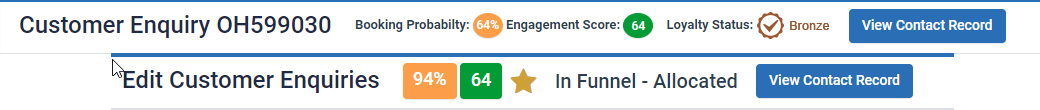 Customer Enquiry OH599030 Booking Probabilty: 64% Engagement Score: 64 Loyalty Status: Bronze View Contact Record
Edit Customer Enquiries 94% 64 In Funnel - Allocated View Contact Record